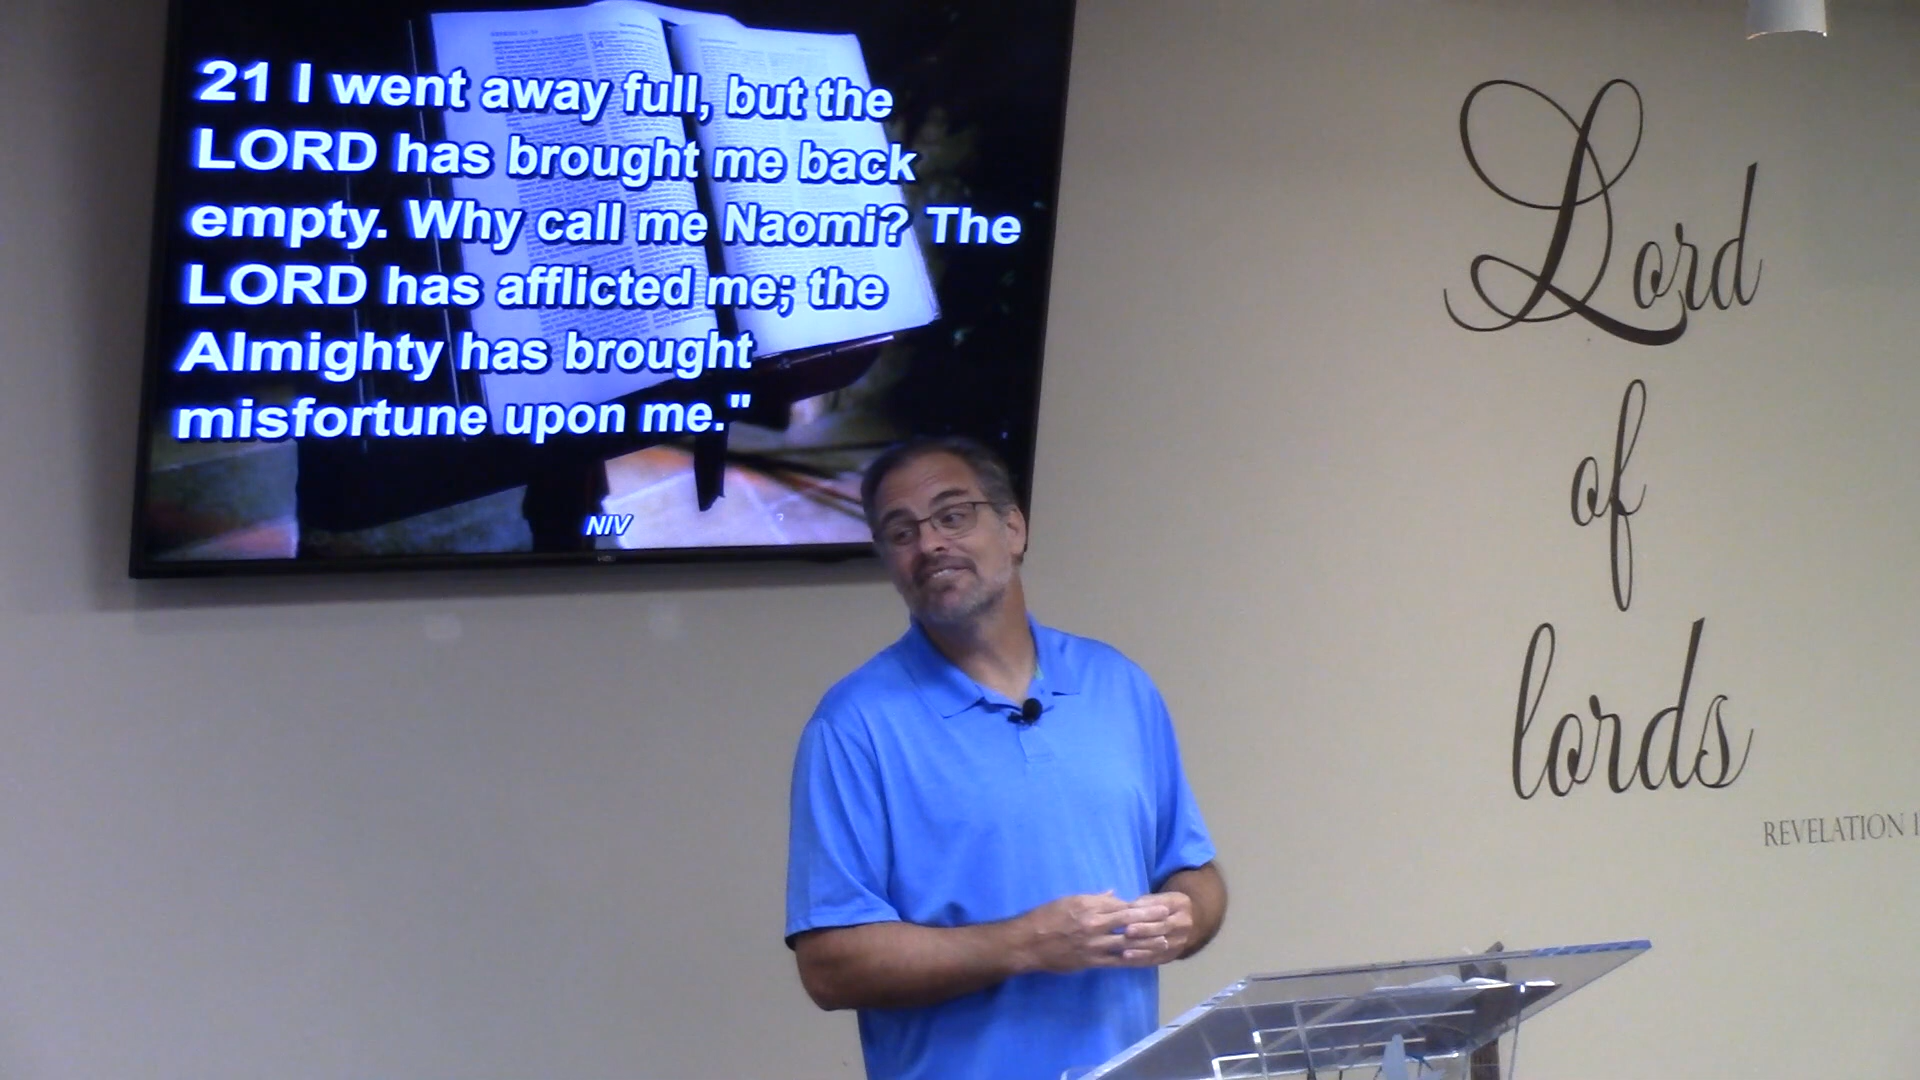 21 I went away full, but the
LORD has brought me back
empty. Why call me Naomi? The
LORD has afflicted me; the
Almighty has brought
misfortune upon me."
NIV
Lord
of
lords
REVELATION